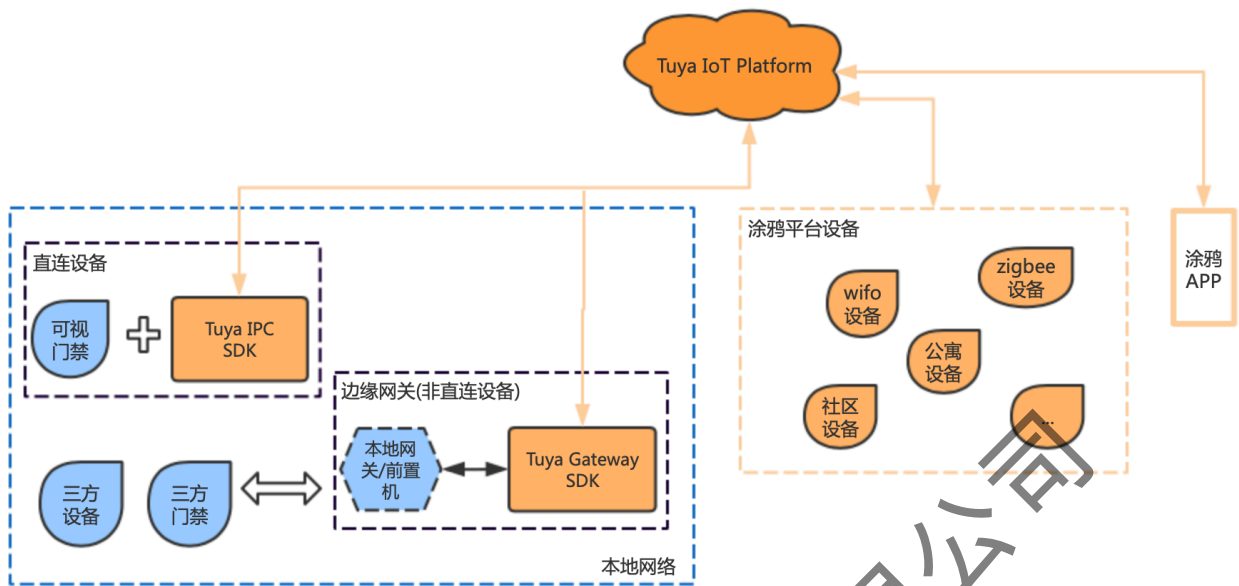 Tuya IoT Platform
直连设备
可视
门禁
Tuya IPC
SDK
边缘网关(非直连设备)
本地网
关/前置
机
Tuya Gateway
SDK
三方
设备
三方
门禁
本地网络
涂鸦平台设备
wifo
设备
zigbee
设备
公寓
设备
社区
设备
...
涂鸦
APP
公司